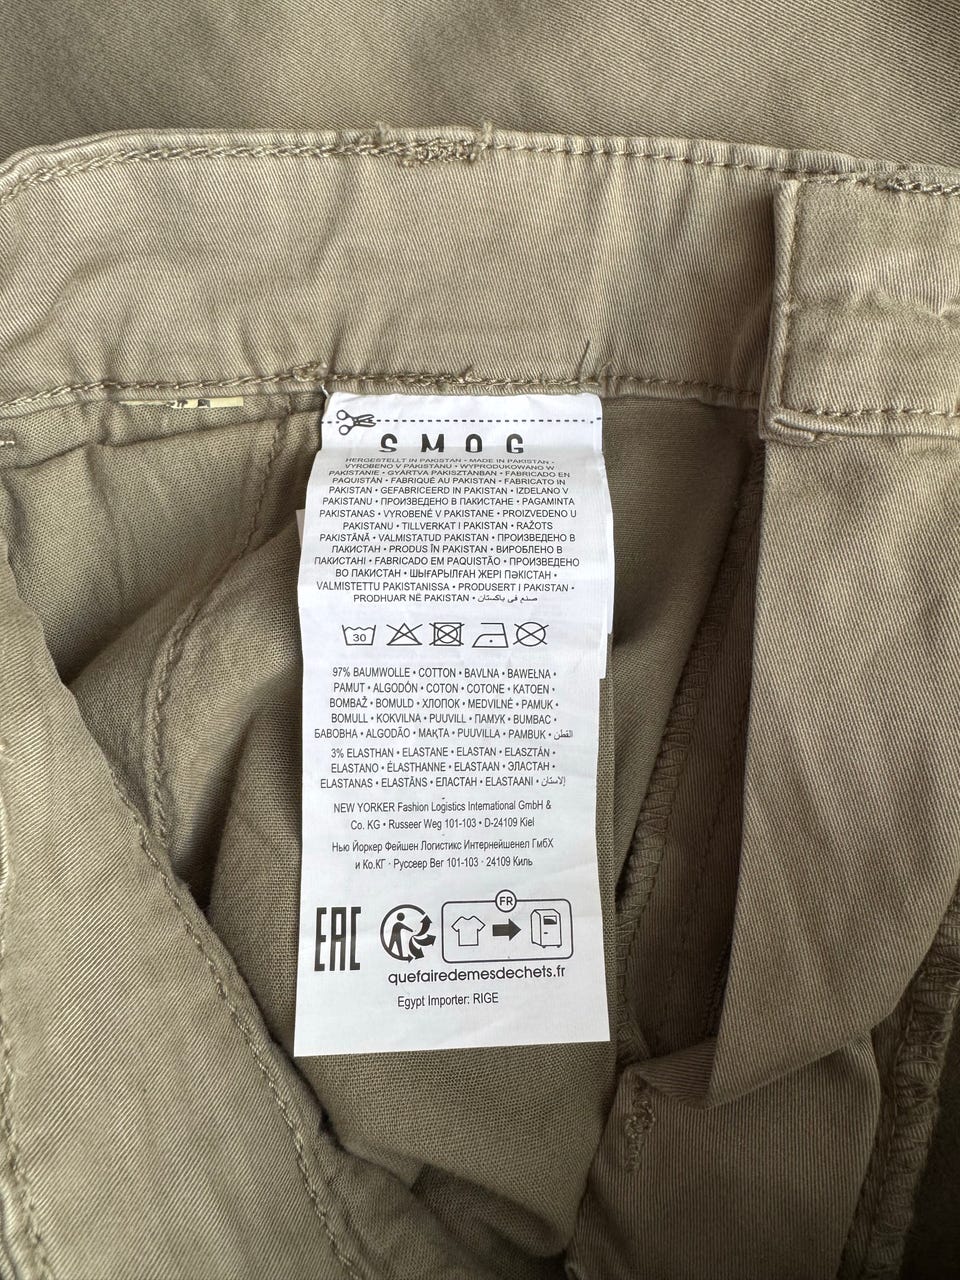 SMOG
HERGESTELLT IN PAKISTAN • MADE IN PAKISTAN •
VYROBENO V PÁKISTÁNU • WYPRODUKOWANO W
PAKISTANIE • GYÁRTVA PAKISZTÁNBAN • FABRICADO EN
PAQUISTÁN • FABRIQUÉ AU PAKISTAN • FABRICATO IN
PAKISTAN • GEFABRICEERD IN PAKISTAN • IZDELANO V
PAKISTANU • ПРОИЗВЕДЕНО В ПАКИСТАНЕ • PAGAMINTA
PAKISTANAS • VYROBENÉ V PAKISTANE • PROIZVEDENO U
PAKISTANU • TILLVERKAT I PAKISTAN • RAŽOTS
PAKISTĀNĀ • VALMISTATUD PAKISTAN • ПРОИЗВЕДЕНО В
ПАКИСТАН • PRODUS ÎN PAKISTAN • ВИРОБЛЕНО В
ПАКИСТАНІ • FABRICADO EM PAQUISTÃO • ПРОИЗВЕДЕНО
ВО ПАКИСТАН • ШЫҒАРЫЛҒАН ЖЕРІ ПӘКІСТАН •
VALMISTETTU PAKISTANISSA • PRODUSERT I PAKISTAN •
PRODHUAR NË PAKISTAN • صنع في باكستان
30
97% BAUMWOLLE • COTTON • BAVLNA • BAWEŁNA •
PAMUT • ALGODÓN • COTON • COTONE • KATOEN •
BOMBAŽ • BOMULD • ХЛОПОК • MEDVILNĖ • PAMUK •
BOMULL • KOKVILNA • PUUVILL • ПАМУК • BUMBAC •
БАВОВНА • ALGODÃO • МАҚТА • PUUVILLA • PAMBUK • القطن
3% ELASTHAN • ELASTANE • ELASTAN • ELASZTÁN •
ELASTANO • ÉLASTHANNE • ELASTAAN • ЭЛАСТАН •
ELASTANAS • ELASTĀNS • ЕЛАСТАН • ELASTAANI • الاستان
NEW YORKER Fashion Logistics International GmbH &
Co. KG • Russeer Weg 101-103 • D-24109 Kiel
Нью Йоркер Фейшен Логистикс Интернейшенел ГмбХ
и Ко.КГ · Руссеер Вег 101-103 · 24109 Киль
EAC
FR
quefairedemesdechets.fr
Egypt Importer: RIGE